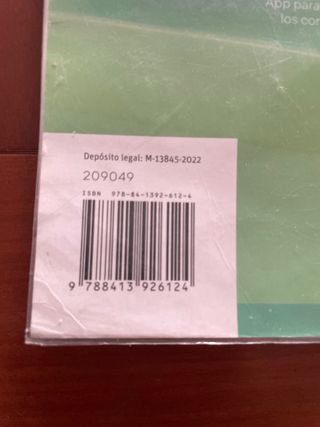 App para
los con
Depósito legal: M-13845-2022
209049
ISBN 978-84-1392-612-4
9 788413 926124